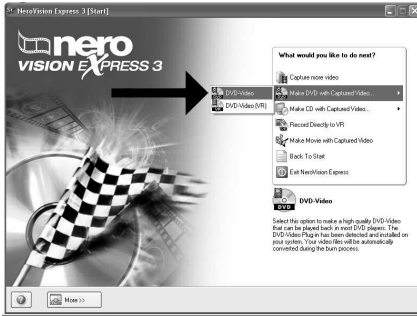 NeroVision Express 3 [Start]
nero
VISION EXPRESS 3
What would you like to do next?
Capture more video
Make DVD with Captured Video...
DVD-Video
DVD-Video [VR]
Make CD with Captured Video...
Record Directly to VR
Make Movie with Captured Video
Back To Start
Exit NeroVision Express
DVD
DVD-Video
Select this option to make a high quality DVD-Video
that can be played back in most DVD players. The
DVD-Video Plug-in has been detected and installed on
your system. Your video files will be automatically
converted during the burn process.
? More >>